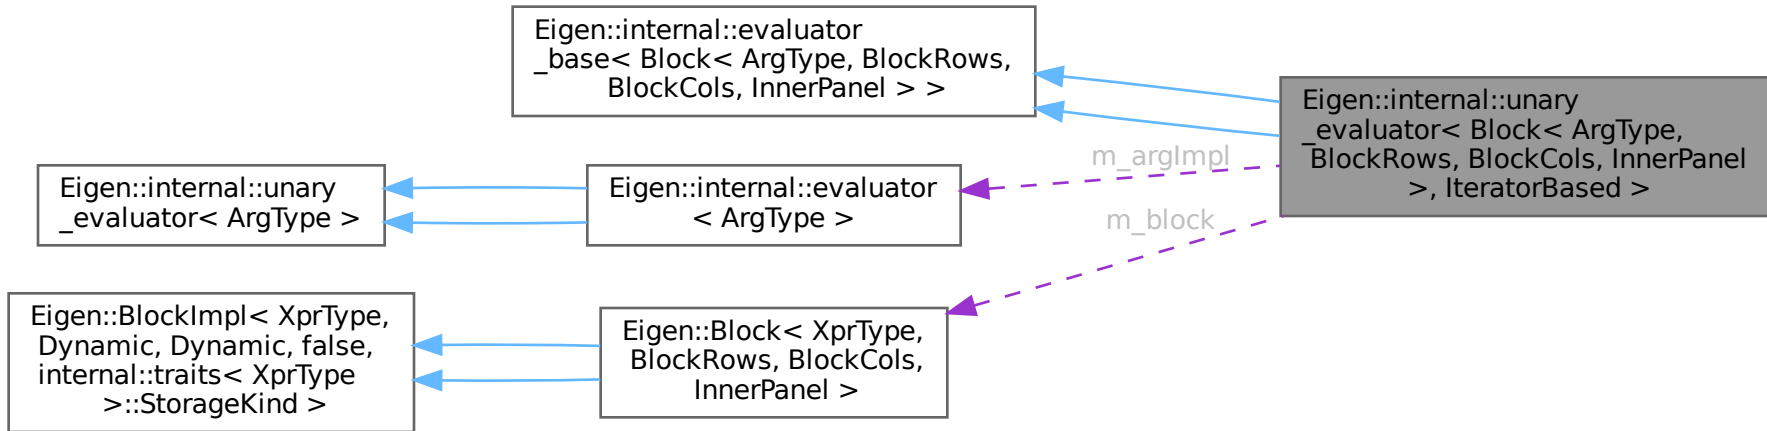 Eigen::internal::evaluator
_base< Block< ArgType, BlockRows,
BlockCols, InnerPanel > >
Eigen::internal::unary
_evaluator< Block< ArgType,
BlockRows, BlockCols, InnerPanel
>, IteratorBased >
m_argImpl
Eigen::internal::unary
_evaluator< ArgType >
Eigen::internal::evaluator
< ArgType >
m_block
Eigen::BlockImpl< XprType,
Dynamic, Dynamic, false,
internal::traits< XprType
>::StorageKind >
Eigen::Block< XprType,
BlockRows, BlockCols,
InnerPanel >